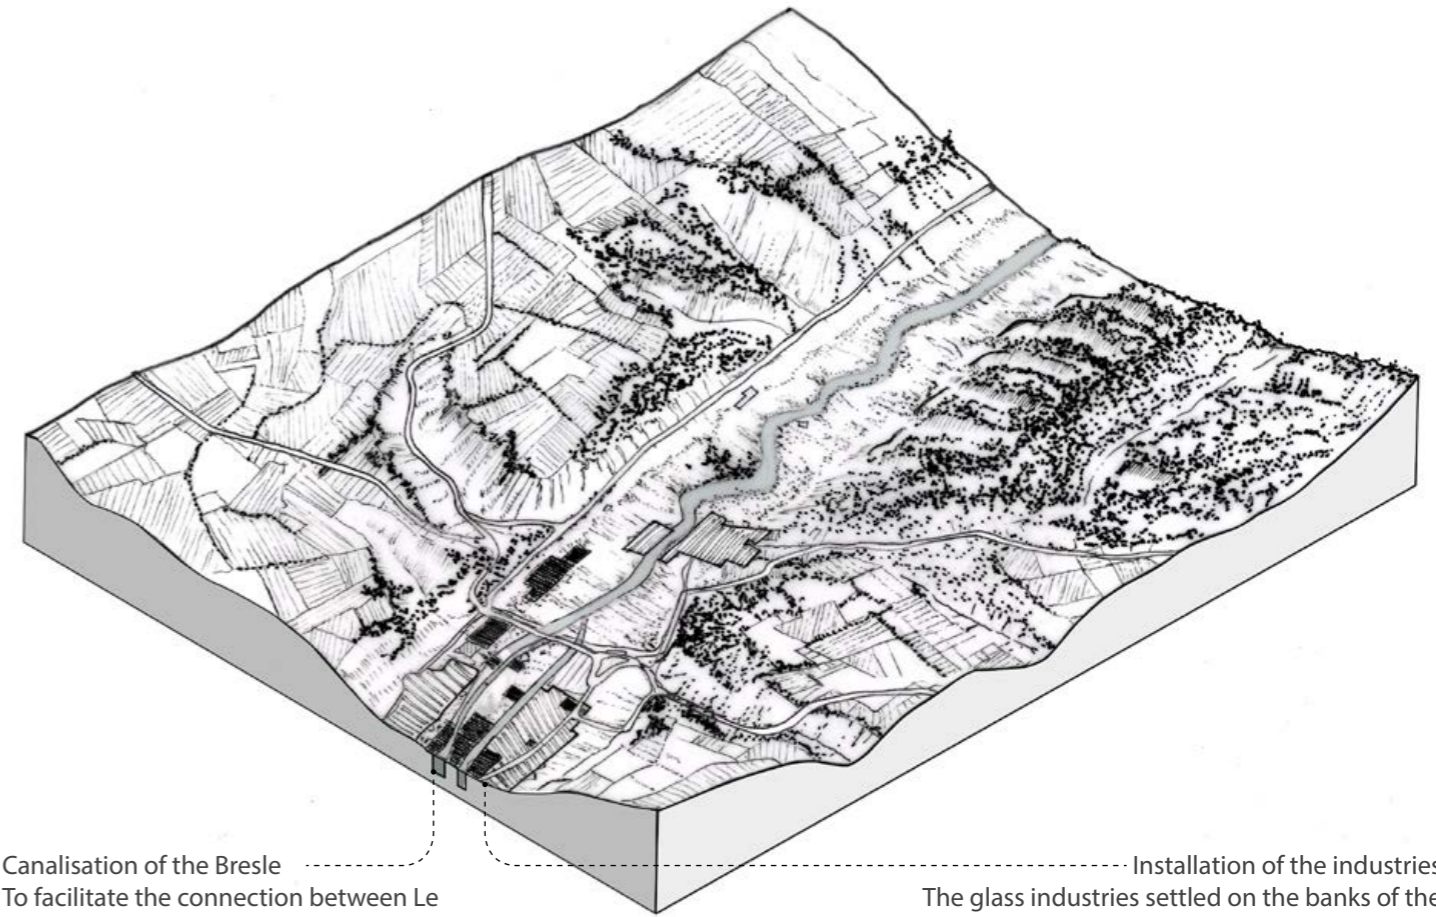 Canalisation of the Bresle
To facilitate the connection between Le
Installation of the industries
The glass industries settled on the banks of the